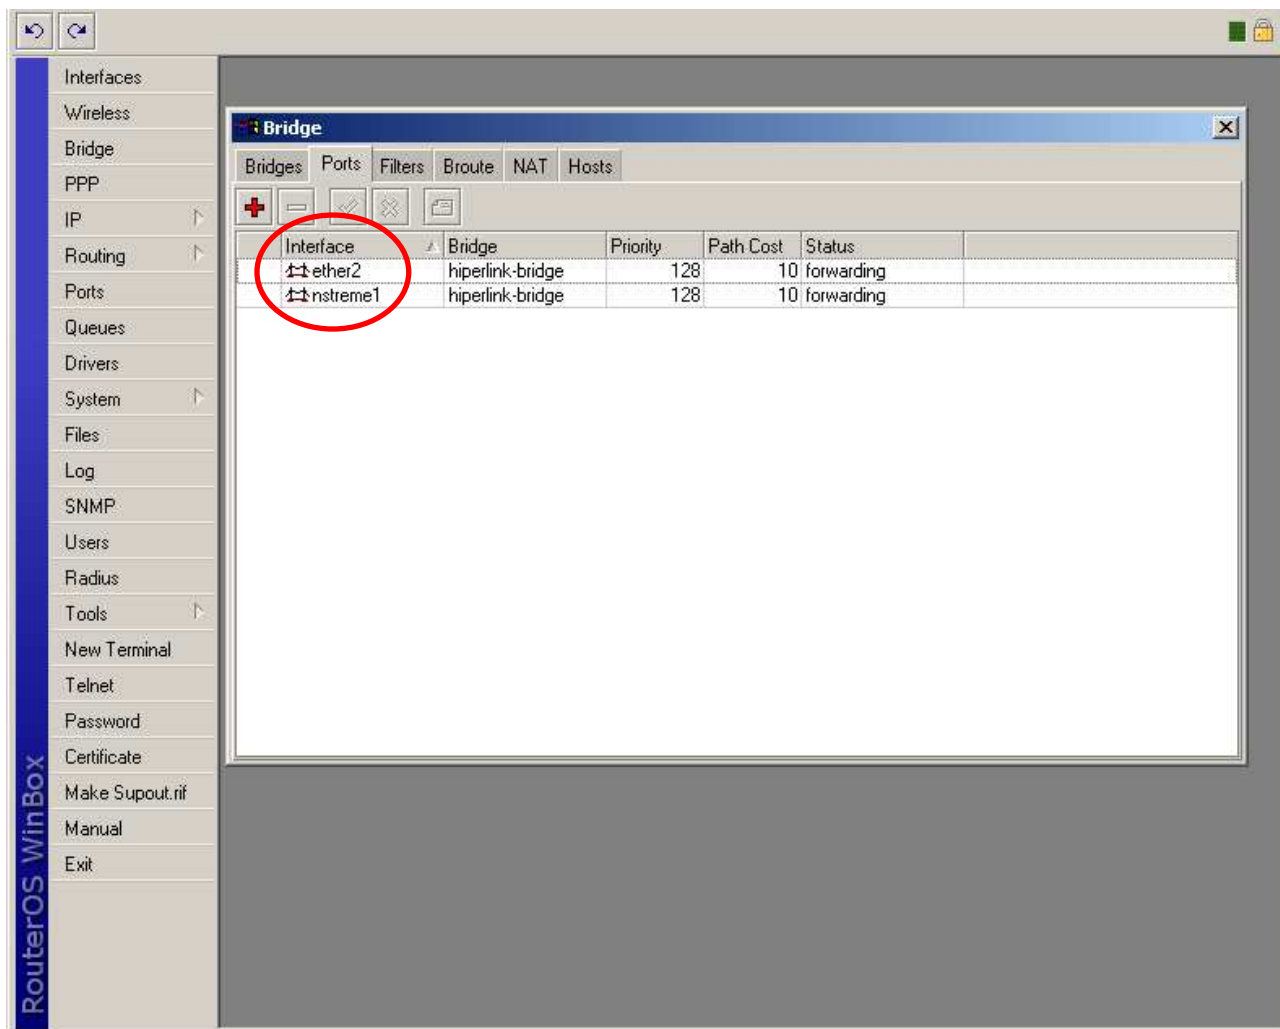 Interfaces
Wireless
Bridge
PPP
IP
Routing
Ports
Queues
Drivers
System
Files
Log
SNMP
Users
Radius
Tools
New Terminal
Telnet
Password
Certificate
Make Supout.rif
Manual
Exit
RouterOS WinBox
Bridge
Bridges Ports Filters Broute NAT Hosts
Interface Bridge Priority Path Cost Status
ether2 hiperlink-bridge 128 10 forwarding
nstreme1 hiperlink-bridge 128 10 forwarding